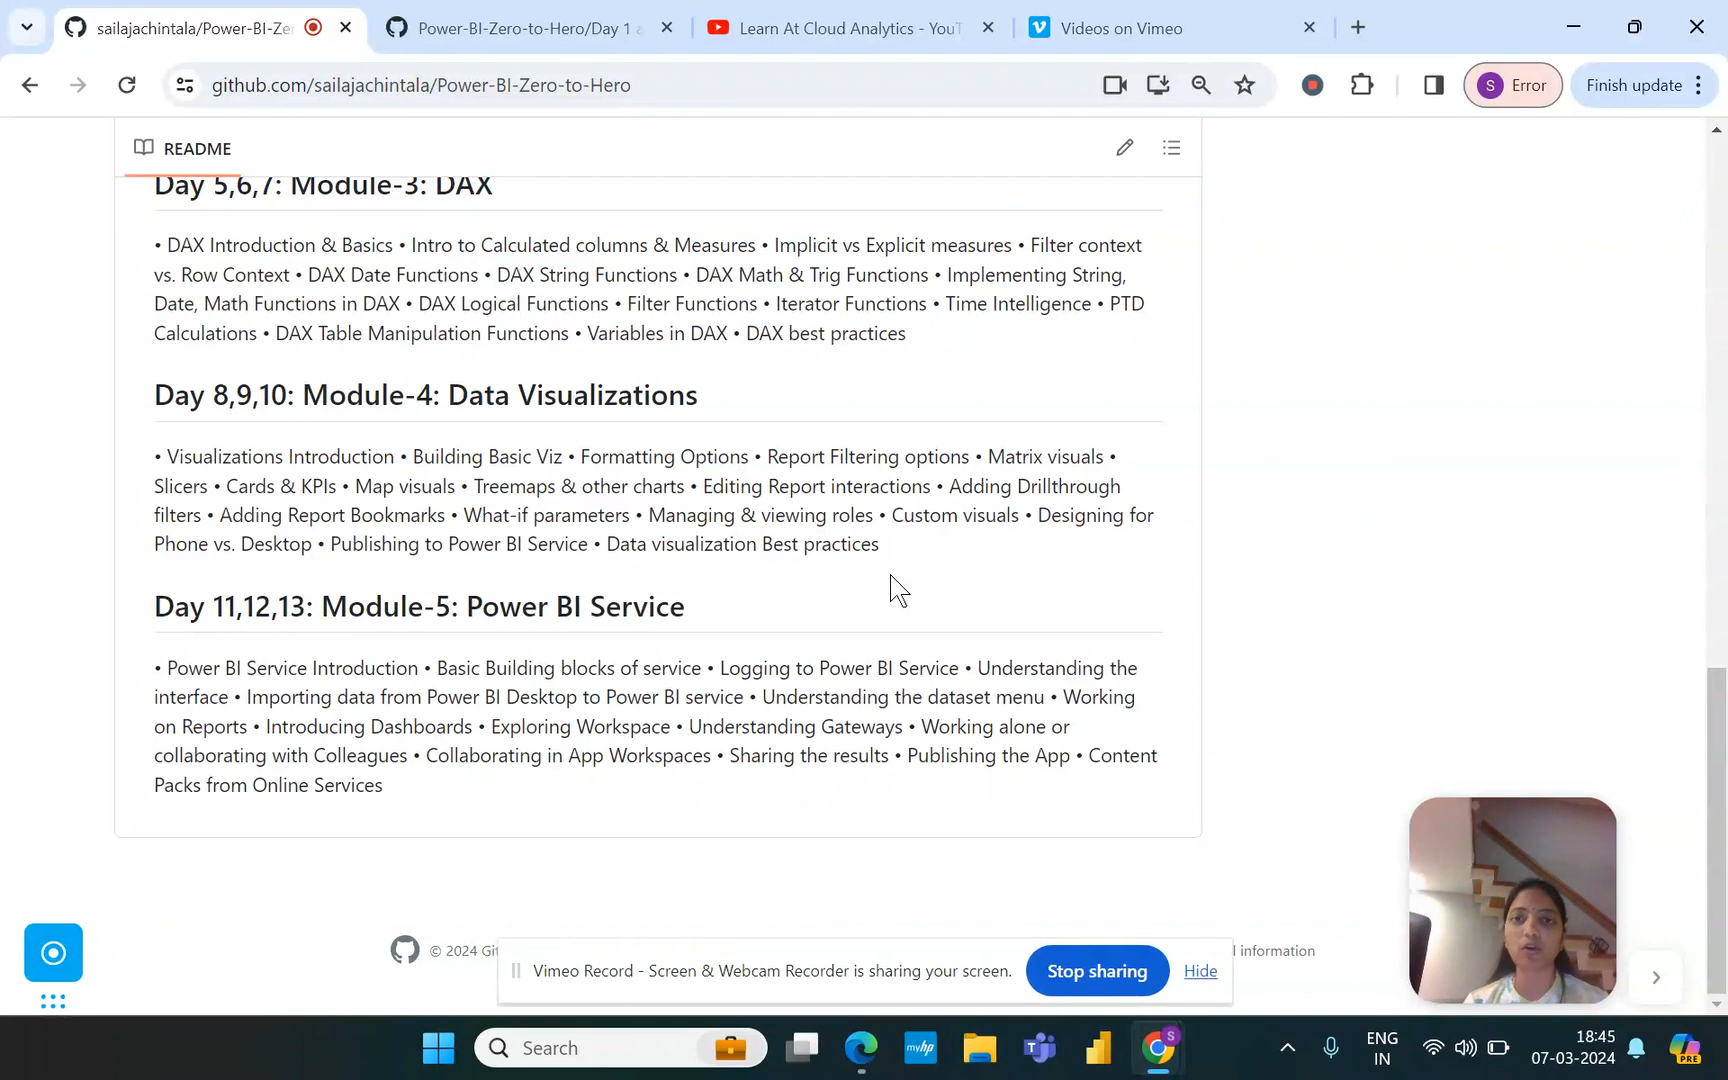 sailajachintala/Power-BI-Ze
Power-BI-Zero-to-Hero/Day 1
Learn At Cloud Analytics - YouT
Videos on Vimeo
github.com/sailajachintala/Power-BI-Zero-to-Hero
S Error
Finish update
README
Day 5,6,7: Module-3: DAX
• DAX Introduction & Basics • Intro to Calculated columns & Measures • Implicit vs Explicit measures • Filter context
vs. Row Context • DAX Date Functions • DAX String Functions • DAX Math & Trig Functions • Implementing String,
Date, Math Functions in DAX • DAX Logical Functions • Filter Functions • Iterator Functions • Time Intelligence • PTD
Calculations • DAX Table Manipulation Functions • Variables in DAX • DAX best practices
Day 8,9,10: Module-4: Data Visualizations
• Visualizations Introduction • Building Basic Viz • Formatting Options • Report Filtering options • Matrix visuals •
Slicers • Cards & KPIs • Map visuals • Treemaps & other charts • Editing Report interactions • Adding Drillthrough
filters • Adding Report Bookmarks • What-if parameters • Managing & viewing roles • Custom visuals • Designing for
Phone vs. Desktop • Publishing to Power BI Service • Data visualization Best practices
Day 11,12,13: Module-5: Power BI Service
• Power BI Service Introduction • Basic Building blocks of service • Logging to Power BI Service • Understanding the
interface • Importing data from Power BI Desktop to Power BI service • Understanding the dataset menu • Working
on Reports • Introducing Dashboards • Exploring Workspace • Understanding Gateways • Working alone or
collaborating with Colleagues • Collaborating in App Workspaces • Sharing the results • Publishing the App • Content
Packs from Online Services
© 2024 Git
l information
Vimeo Record - Screen & Webcam Recorder is sharing your screen.
Stop sharing
Hide
Search
myhp
S
ENG
IN
18:45
07-03-2024
PRE